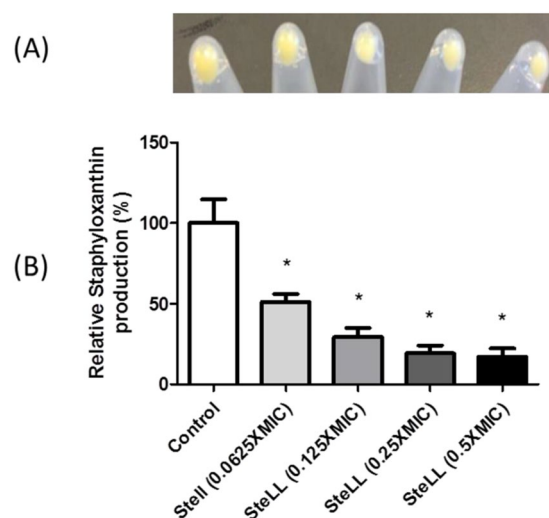 (A)
(B)
Relative Staphyloxanthin
production (%)
150
100
50
0
*
*
*
*
Control
Stell (0.0625XMIC)
SteLL (0.125XMIC)
SteLL (0.25XMIC)
SteLL (0.5XMIC)